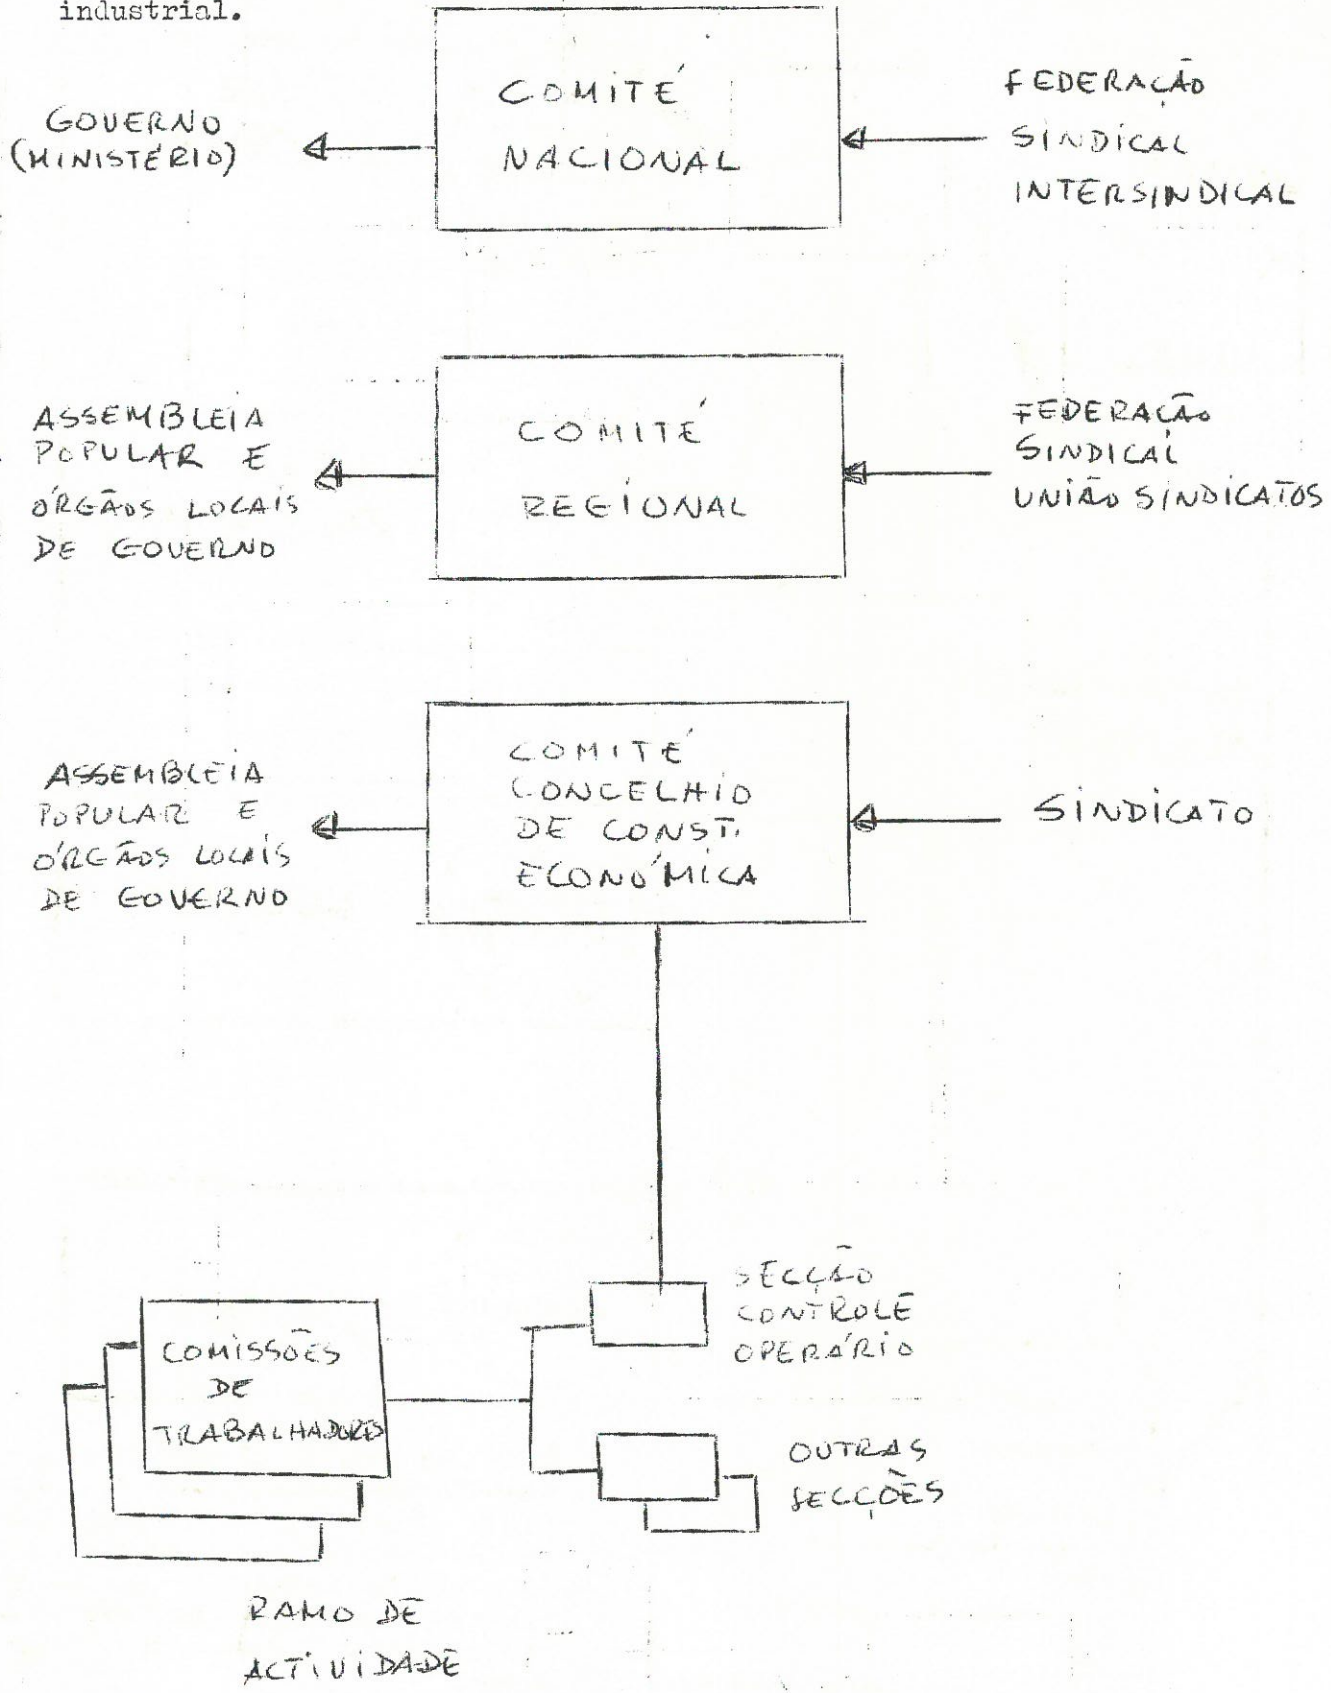 industrial.
GOVERNO
(MINISTÉRIO)
COMITÉ
NACIONAL
FEDERAÇÃO
SINDICAL
INTERSINDICAL
ASSEMBLEIA
POPULAR E
ÓRGÃOS LOCAIS
DE GOVERNO
COMITÉ
REGIONAL
FEDERAÇÃO
SINDICAL
UNIÃO SINDICATOS
ASSEMBLEIA
POPULAR E
ÓRGÃOS LOCAIS
DE GOVERNO
COMITÉ
CONCELHIO
DE CONST.
ECONÓMICA
SINDICATO
SECÇÃO
CONTROLE
OPERÁRIO
COMISSÕES
DE
TRABALHADORES
OUTRAS
SECÇÕES
RAMO DE
ACTIVIDADE